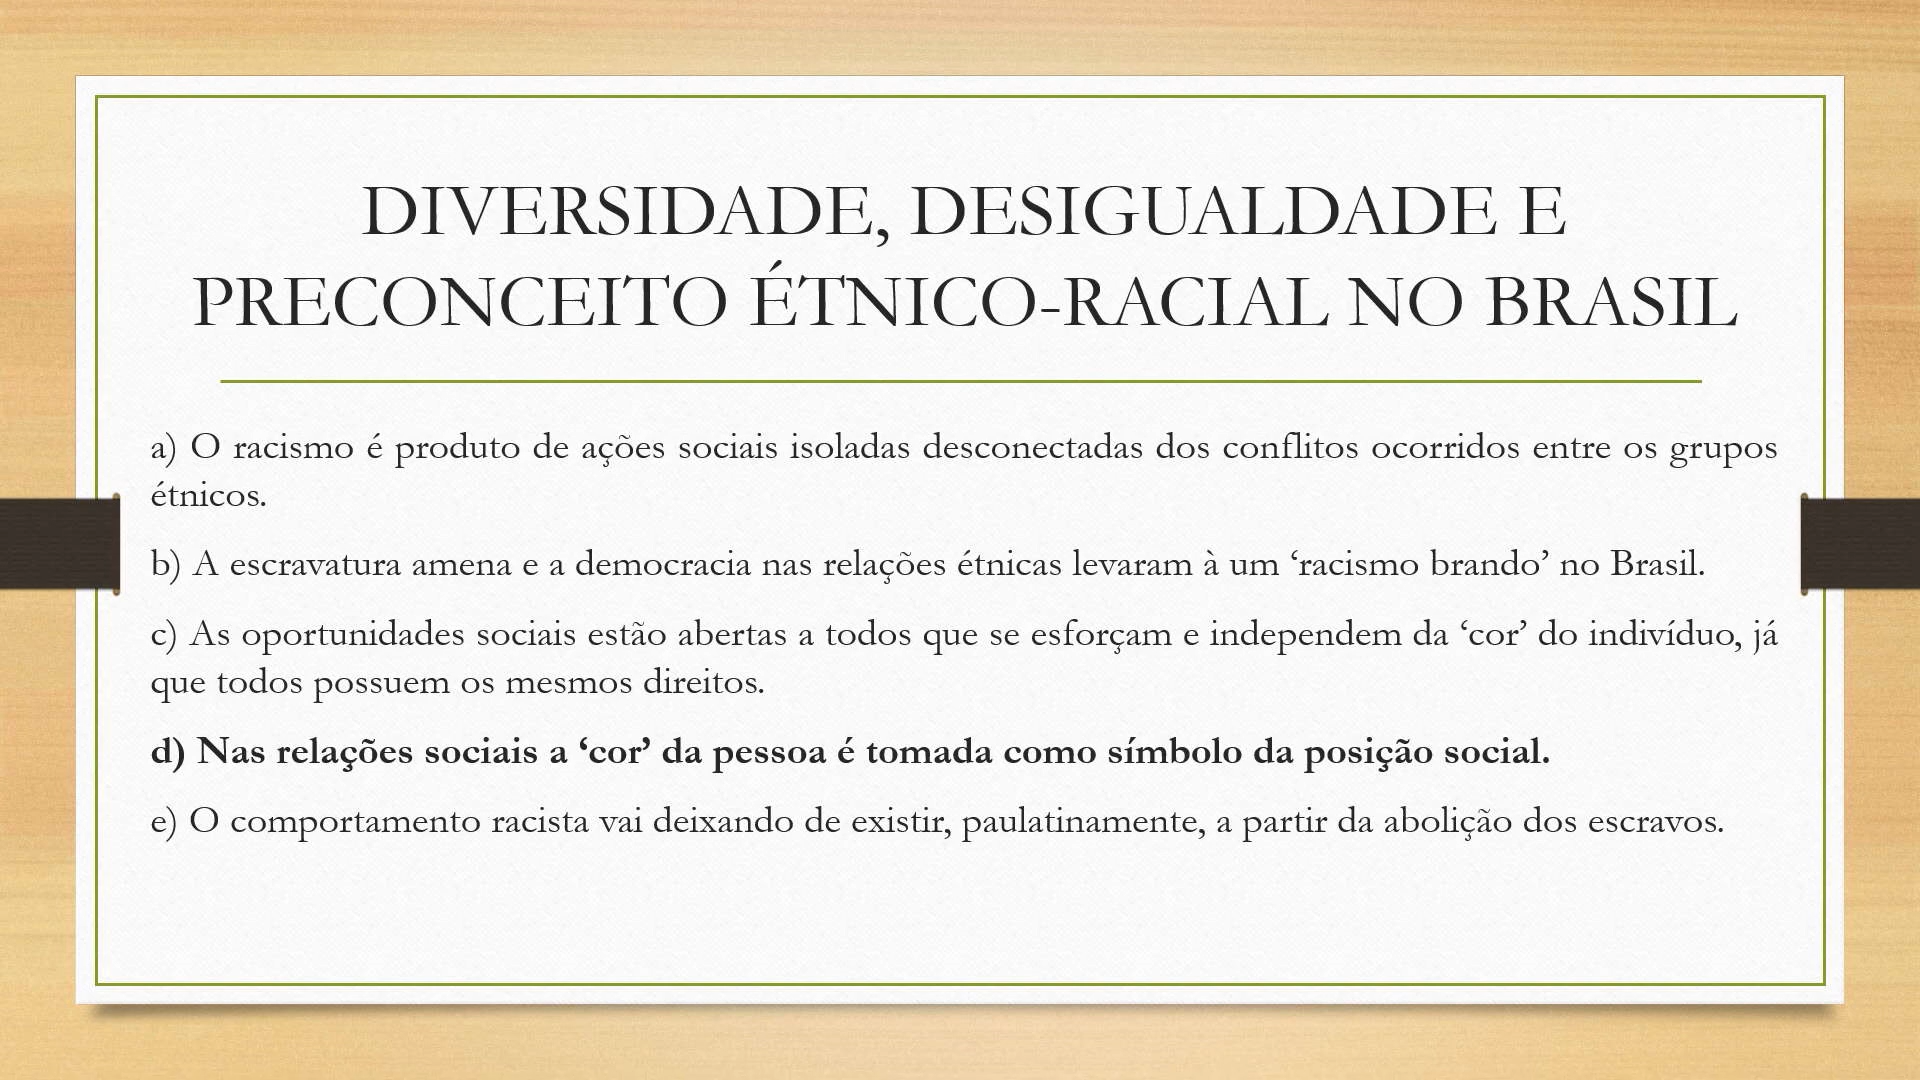 DIVERSIDADE, DESIGUALDADE E
PRECONCEITO ÉTNICO-RACIAL NO BRASIL
a) O racismo é produto de ações sociais isoladas desconectadas dos conflitos ocorridos entre os grupos
étnicos.
b) A escravatura amena e a democracia nas relações étnicas levaram à um ‘racismo brando’ no Brasil.
c) As oportunidades sociais estão abertas a todos que se esforçam e independem da ‘cor’ do indivíduo, já
que todos possuem os mesmos direitos.
d) Nas relações sociais a ‘cor’ da pessoa é tomada como símbolo da posição social.
e) O comportamento racista vai deixando de existir, paulatinamente, a partir da abolição dos escravos.